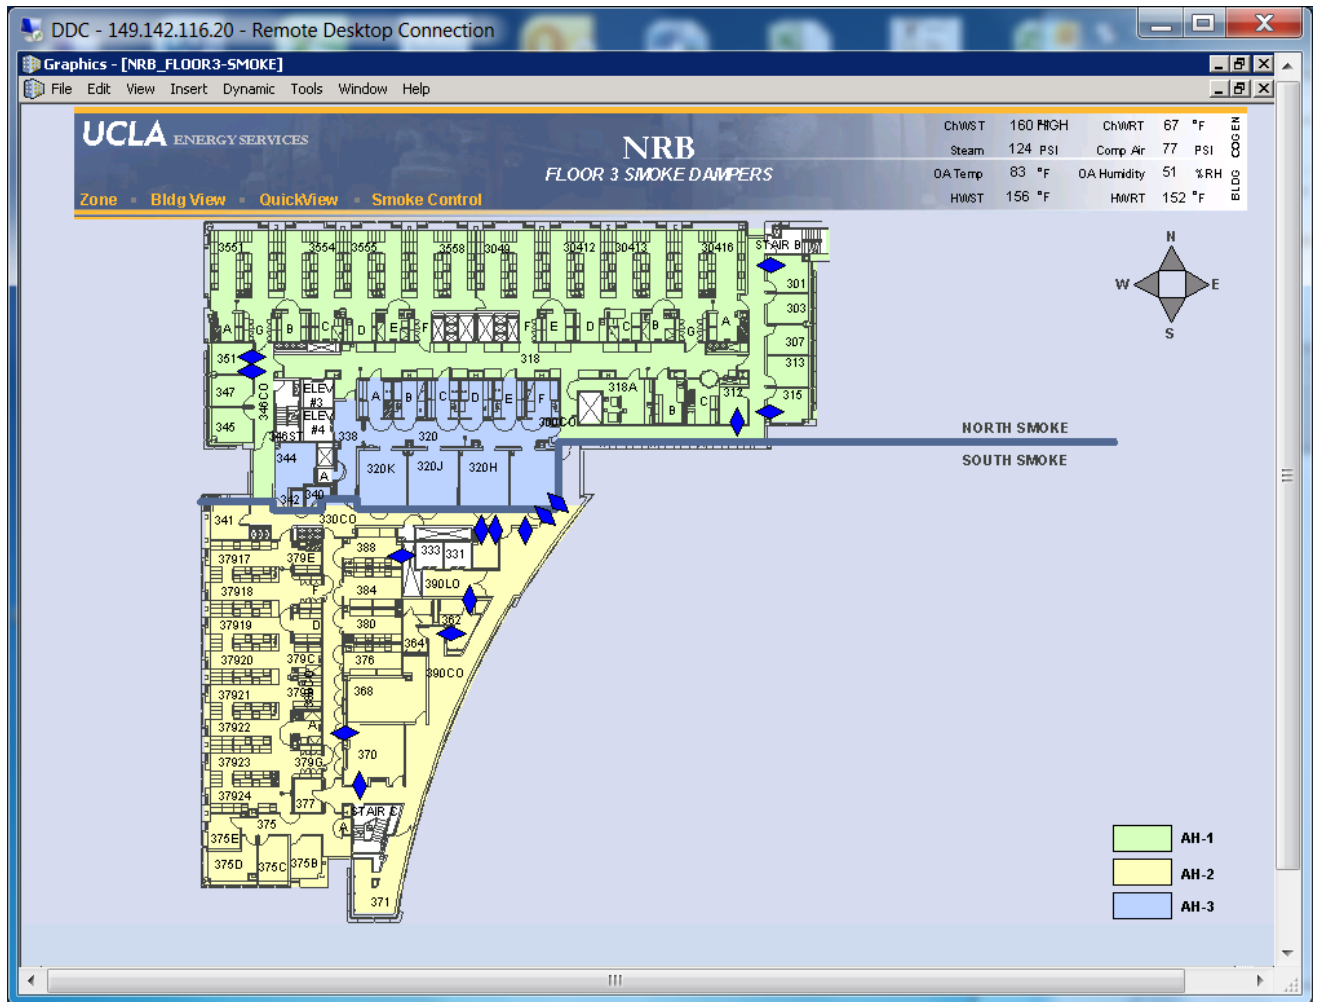 DDC - 149.142.116.20 - Remote Desktop Connection
Graphics - [NRB_FLOOR3-SMOKE]
File Edit View Insert Dynamic Tools Window Help
UCLA ENERGY SERVICES
NRB
FLOOR 3 SMOKE DAMPERS
Zone Bldg View QuickView Smoke Control
ChWST 160 HIGH ChWRT 67 °F
Steam 124 PSI Comp Air 77 PSI
OA Temp 83 °F OA Humidity 51 %RH
HWST 156 °F HWRT 152 °F
BLDG COGEN
3551 3554 3555 3558 3049 30412 30413 30416 STAIR B
301
303
307
313
315
A G B C D E F F E D C B G A
318
351
347
345
346CO
ELEV #3
ELEV #4
346ST
338
A B C D E F
320
380CO
318A
B C
312
344
A
342 340
320K 320J 320H
N
W E
S
NORTH SMOKE
SOUTH SMOKE
341
330CO
388
333 331
37917 379E
390LO
37918 F
384
37919 D
380
362
364
37920 379C
376
390CO
37921 379B
368
37922 A
37923 379G
370
37924
377
STAIR C
375
A
375E
375D 375C 375B
371
AH-1
AH-2
AH-3